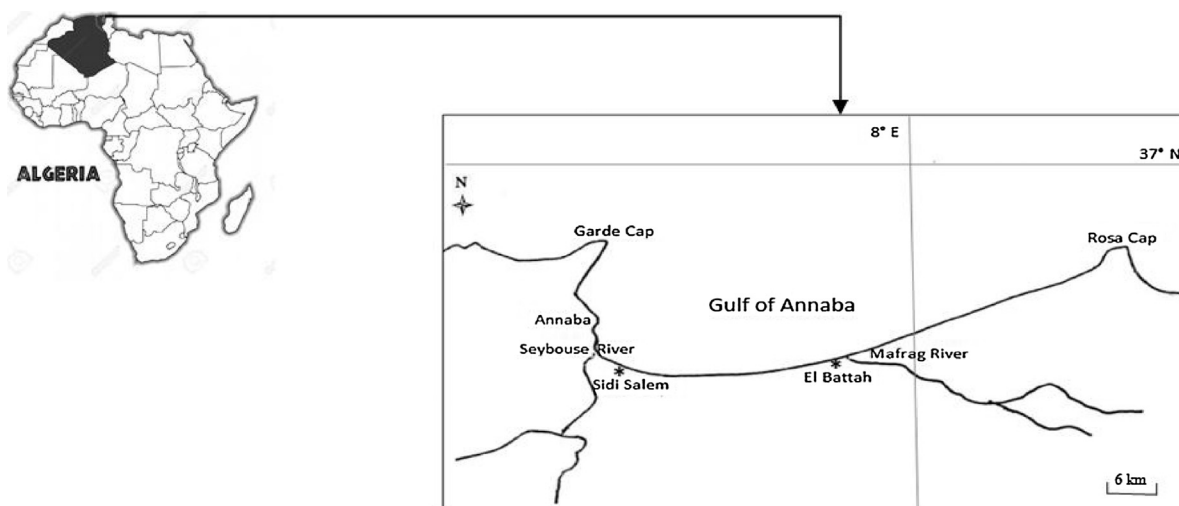 ALGERIA
8° E
37° N
N
Garde Cap
Rosa Cap
Gulf of Annaba
Annaba
Seybouse River
Mafrag River
Sidi Salem
El Battah
6 km